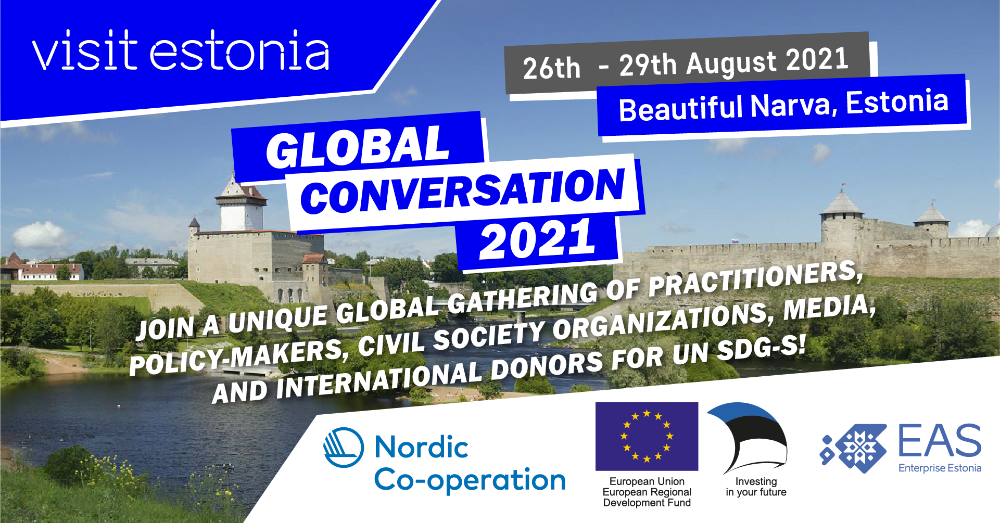 visit estonia
26th - 29th August 2021
Beautiful Narva, Estonia
GLOBAL
CONVERSATION
2021
JOIN A UNIQUE GLOBAL GATHERING OF PRACTITIONERS,
POLICY-MAKERS, CIVIL SOCIETY ORGANIZATIONS, MEDIA,
AND INTERNATIONAL DONORS FOR UN SDG-S!
Nordic
Co-operation
European Union
European Regional
Development Fund
Investing
in your future
EAS
Enterprise Estonia